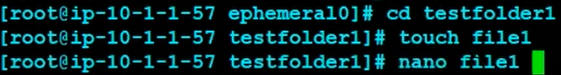 [root@ip-10-1-1-57 ephemeral0]# cd testfolder1
[root@ip-10-1-1-57 testfolder1]# touch file1
[root@ip-10-1-1-57 testfolder1]# nano file1